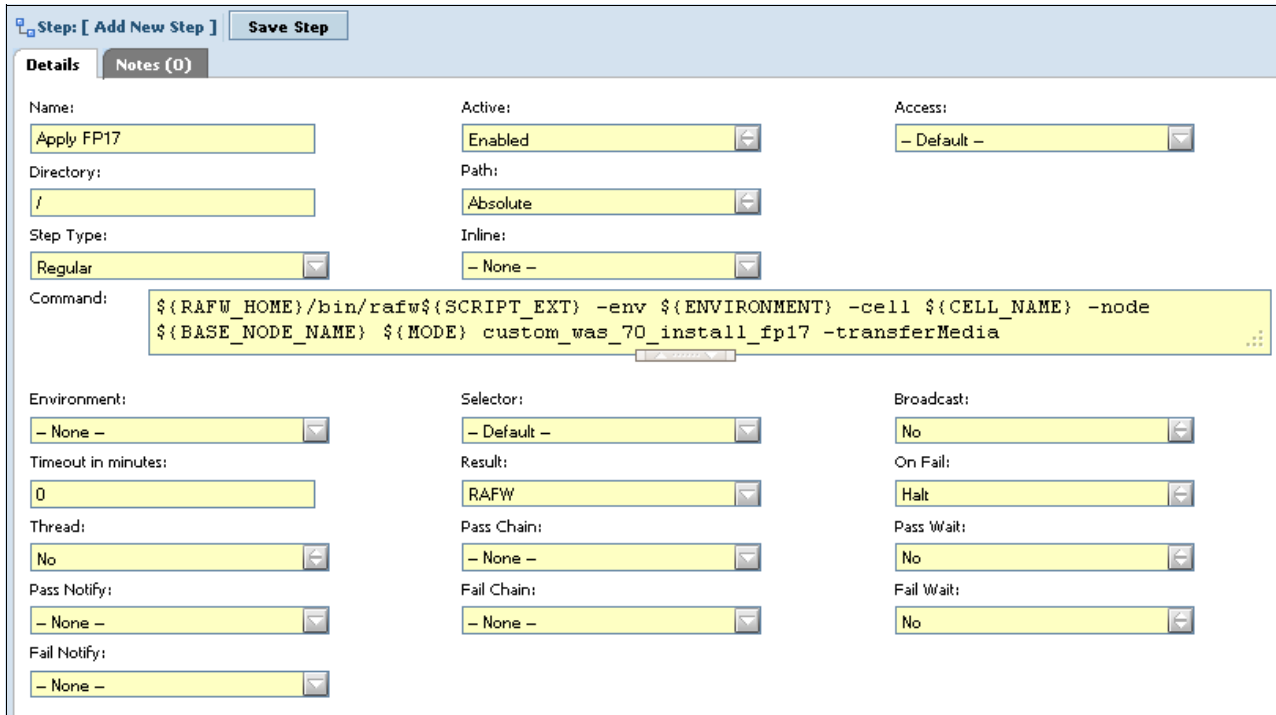 Step: [ Add New Step ] Save Step
Details Notes (0)
Name: Active: Access:
Apply FP17 Enabled – Default –
Directory: Path:
/ Absolute
Step Type: Inline:
Regular – None –
Command: ${RAFW_HOME}/bin/rafw${SCRIPT_EXT} -env ${ENVIRONMENT} -cell ${CELL_NAME} -node
${BASE_NODE_NAME} ${MODE} custom_was_70_install_fp17 -transferMedia
Environment: Selector: Broadcast:
– None – – Default – No
Timeout in minutes: Result: On Fail:
0 RAFW Halt
Thread: Pass Chain: Pass Wait:
No – None – No
Pass Notify: Fail Chain: Fail Wait:
– None – – None – No
Fail Notify:
– None –